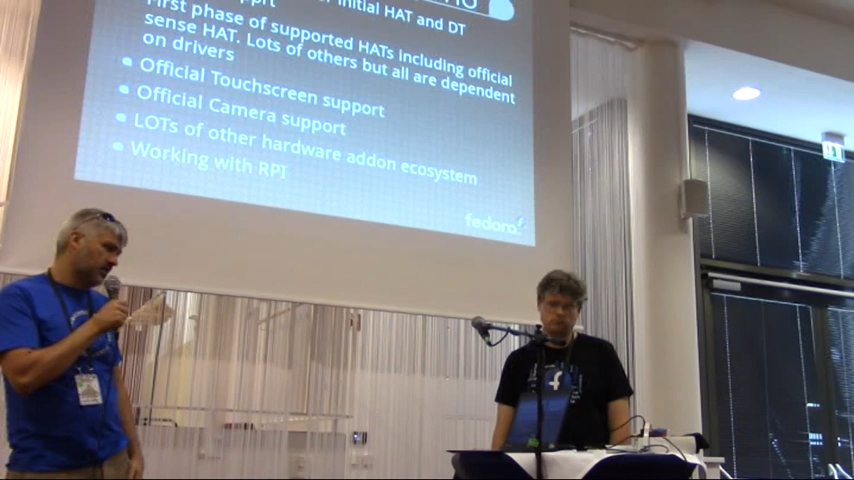 initial HAT and DT
First phase of supported HATs including official
sense HAT. Lots of others but all are dependent
on drivers
Official Touchscreen support
Official Camera support
LOTs of other hardware addon ecosystem
Working with RPI
fedora